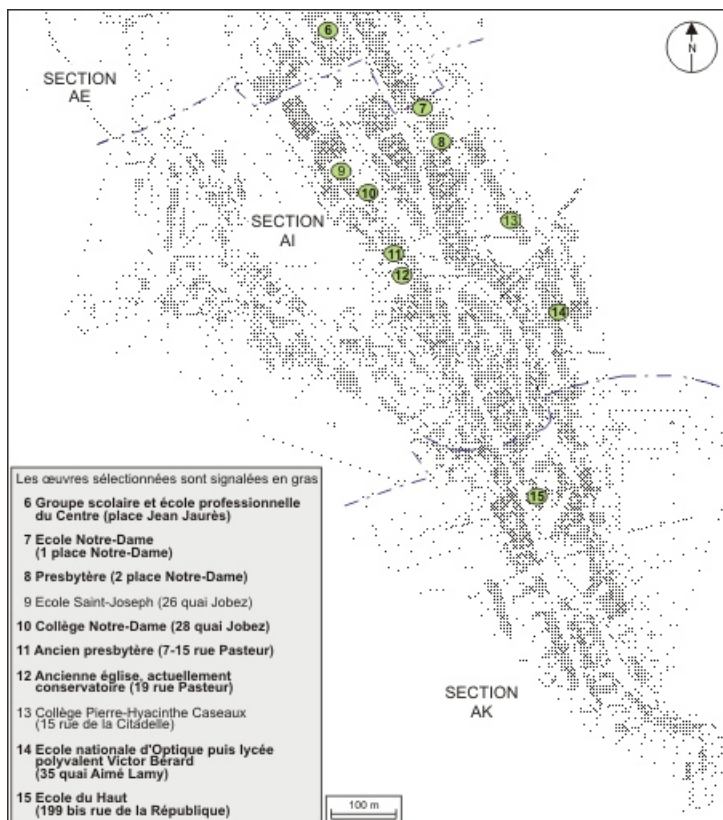 6
N
SECTION
AE
7
8
9
10
13
SECTION
AI
11
12
14
15
Les œuvres sélectionnées sont signalées en gras
6 Groupe scolaire et école professionnelle
du Centre (place Jean Jaurès)
7 Ecole Notre-Dame
(1 place Notre-Dame)
8 Presbytère (2 place Notre-Dame)
9 Ecole Saint-Joseph (26 quai Jobez)
10 Collège Notre-Dame (28 quai Jobez)
11 Ancien presbytère (7-15 rue Pasteur)
12 Ancienne église, actuellement
conservatoire (19 rue Pasteur)
13 Collège Pierre-Hyacinthe Caseaux
(15 rue de la Citadelle)
14 Ecole nationale d'Optique puis lycée
polyvalent Victor Bérard
(35 quai Aimé Lamy)
15 Ecole du Haut
(199 bis rue de la République)
SECTION
AK
100 m